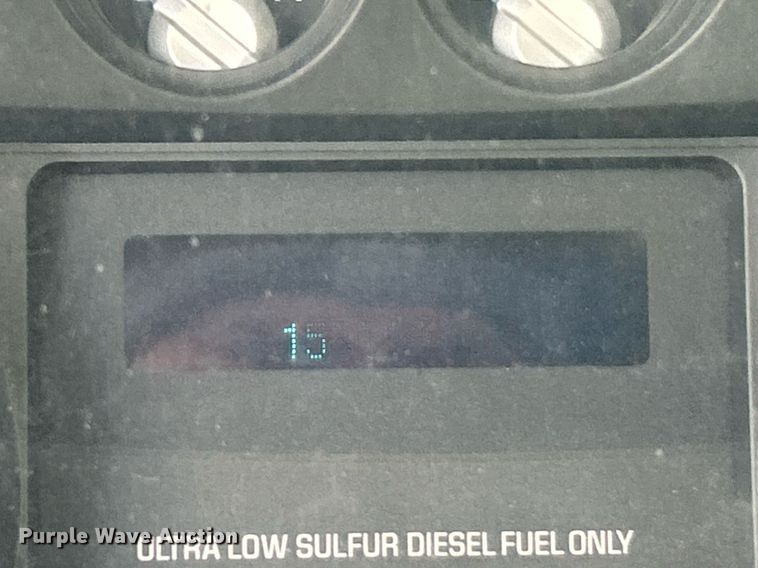 15
Purple Wave Auction
ULTRA LOW SULFUR DIESEL FUEL ONLY